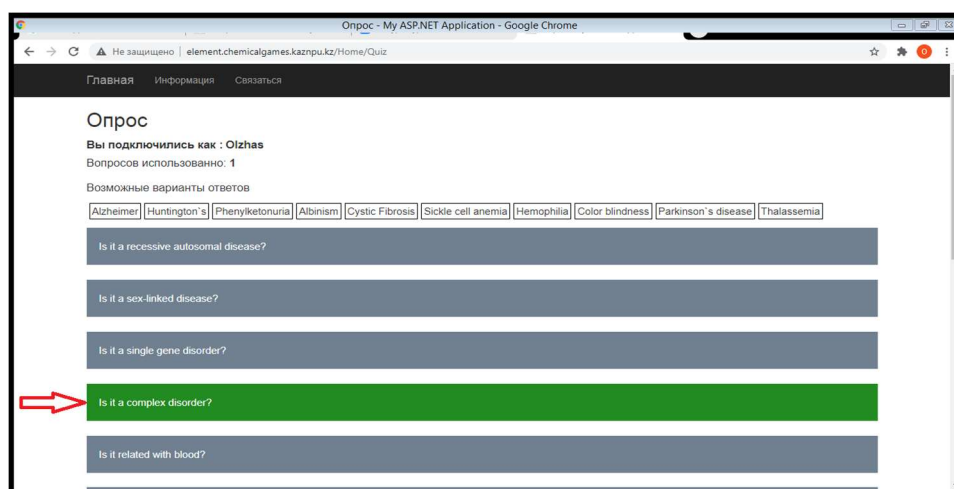 Опрос - My ASP.NET Application - Google Chrome
Не защищено | element.chemicalgames.kaznpu.kz/Home/Quiz
O
Главная Информация Связаться
Опрос
Вы подключились как : Olzhas
Вопросов использованно: 1
Возможные варианты ответов
Alzheimer Huntington`s Phenylketonuria Albinism Cystic Fibrosis Sickle cell anemia Hemophilia Color blindness Parkinson`s disease Thalassemia
Is it a recessive autosomal disease?
Is it a sex-linked disease?
Is it a single gene disorder?
Is it a complex disorder?
Is it related with blood?